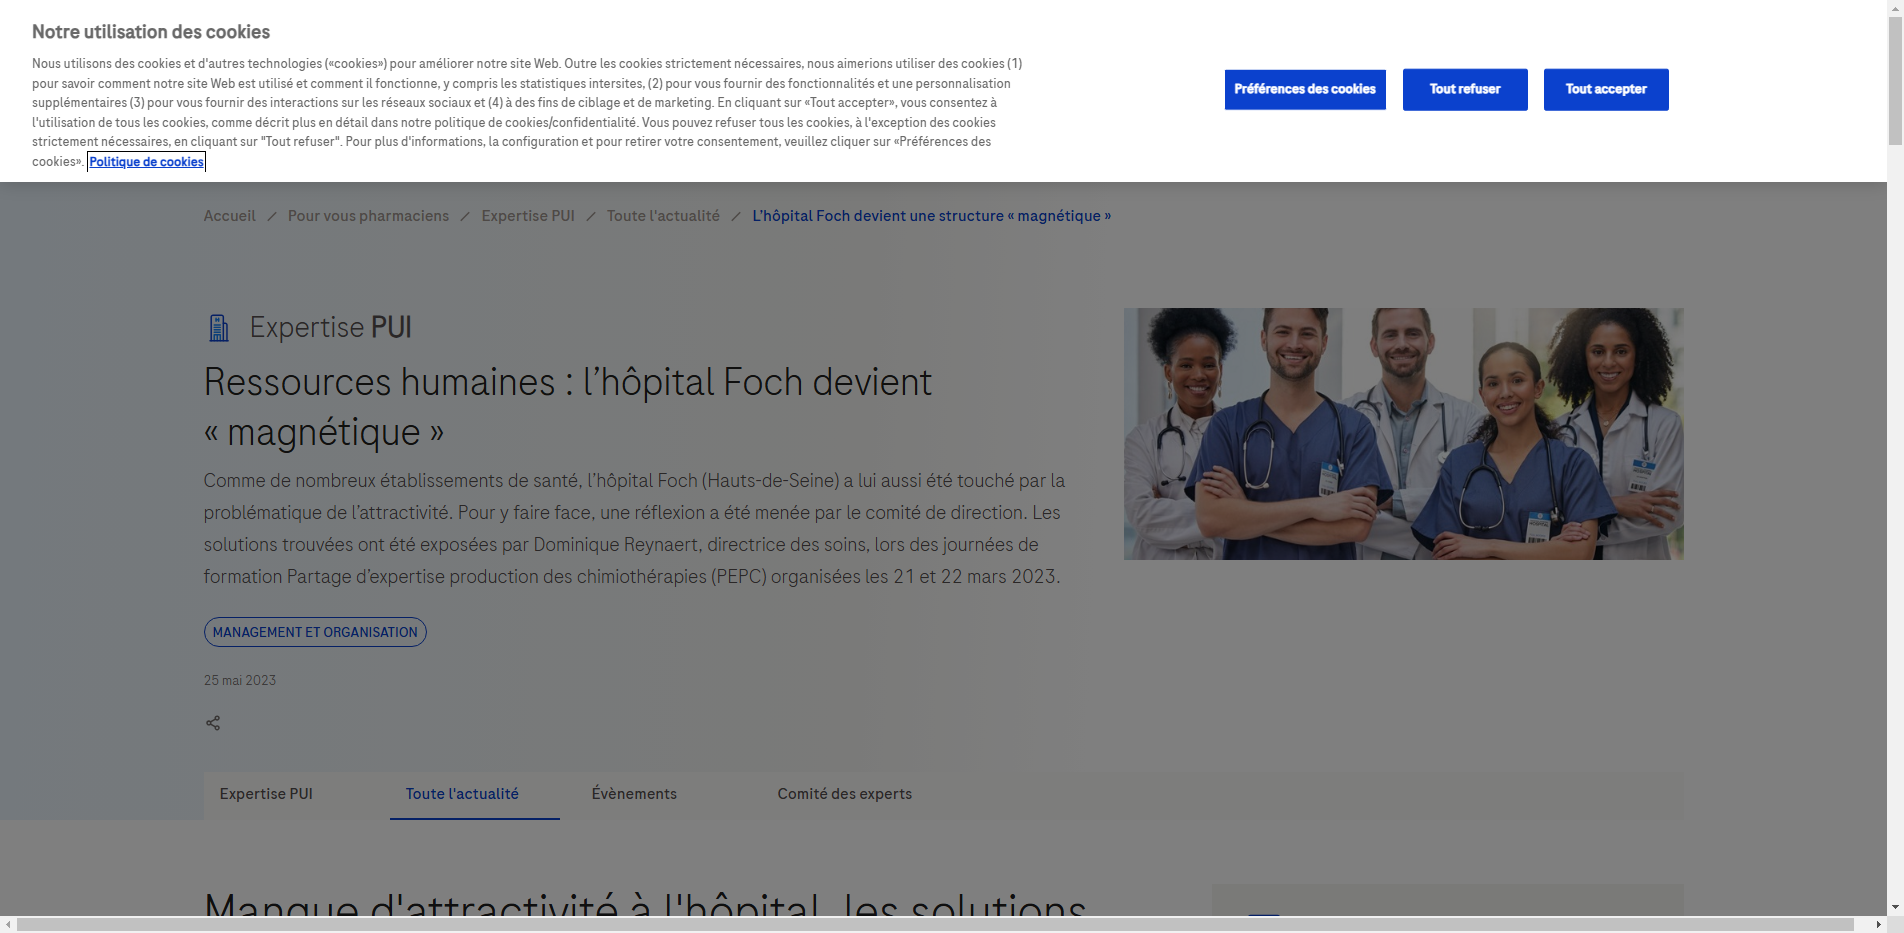 Notre utilisation des cookies
Nous utilisons des cookies et d'autres technologies («cookies») pour améliorer notre site Web. Outre les cookies strictement nécessaires, nous aimerions utiliser des cookies (1)
pour savoir comment notre site Web est utilisé et comment il fonctionne, y compris les statistiques intersites, (2) pour vous fournir des fonctionnalités et une personnalisation
supplémentaires (3) pour vous fournir des interactions sur les réseaux sociaux et (4) à des fins de ciblage et de marketing. En cliquant sur «Tout accepter», vous consentez à
l'utilisation de tous les cookies, comme décrit plus en détail dans notre politique de cookies/confidentialité. Vous pouvez refuser tous les cookies, à l'exception des cookies
strictement nécessaires, en cliquant sur "Tout refuser". Pour plus d'informations, la configuration et pour retirer votre consentement, veuillez cliquer sur «Préférences des
cookies». Politique de cookies
Préférences des cookies
Tout refuser
Tout accepter
Accueil / Pour vous pharmaciens / Expertise PUI / Toute l'actualité / L'hôpital Foch devient une structure « magnétique »
Expertise PUI
Ressources humaines : l’hôpital Foch devient
« magnétique »
Comme de nombreux établissements de santé, l’hôpital Foch (Hauts-de-Seine) a lui aussi été touché par la
problématique de l’attractivité. Pour y faire face, une réflexion a été menée par le comité de direction. Les
solutions trouvées ont été exposées par Dominique Reynaert, directrice des soins, lors des journées de
formation Partage d’expertise production des chimiothérapies (PEPC) organisées les 21 et 22 mars 2023.
MANAGEMENT ET ORGANISATION
25 mai 2023
Expertise PUI
Toute l'actualité
Évènements
Comité des experts
Manque d'attractivité à l'hôpital, les solutions